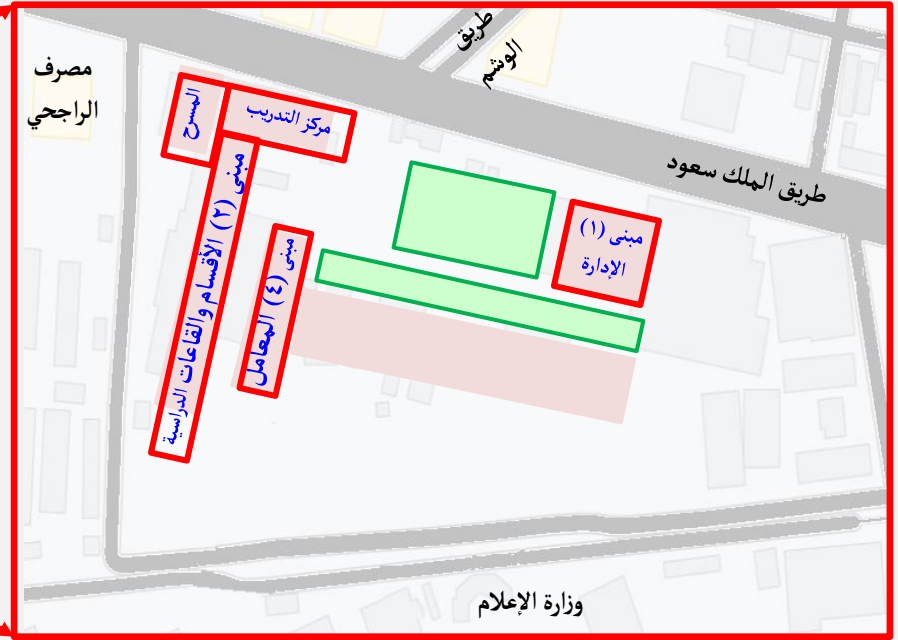 طريق
الوشم
مصرف
الراجحي
المسرح
مركز التدريب
طريق الملك سعود
مبنى (٢) الأقسام والقاعات الدراسية
مبنى (٤) المعامل
مبنى (١)
الإدارة
وزارة الإعلام